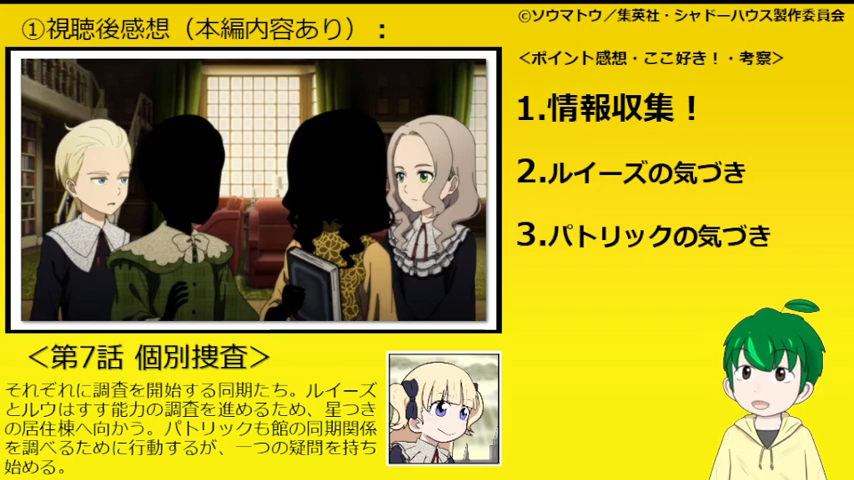 ①視聴後感想（本編内容あり）：
©ソウマトウ／集英社・シャドーハウス製作委員会
＜ポイント感想・ここ好き！・考察＞
1.情報収集！
2.ルイーズの気づき
3.パトリックの気づき
＜第7話 個別捜査＞
それぞれに調査を開始する同期たち。ルイーズ
とルウはすす能力の調査を進めるため、星つき
の居住棟へ向かう。パトリックも館の同期関係
を調べるために行動するが、一つの疑問を持ち
始める。